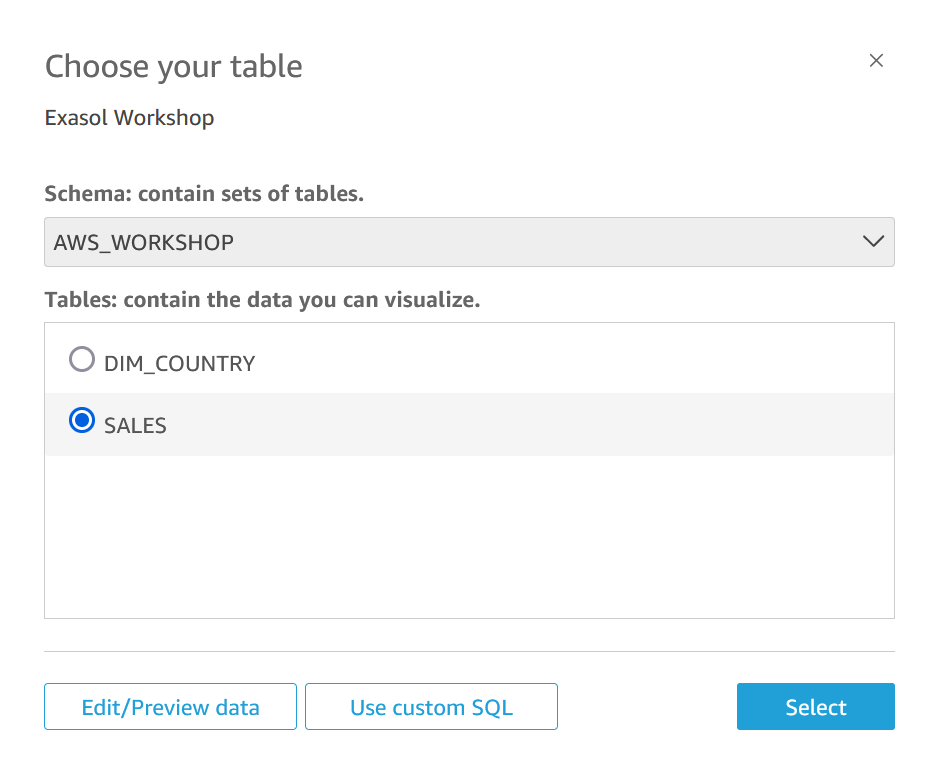 Choose your table
Exasol Workshop
Schema: contain sets of tables.
AWS_WORKSHOP
Tables: contain the data you can visualize.
DIM_COUNTRY
SALES
Edit/Preview data
Use custom SQL
Select